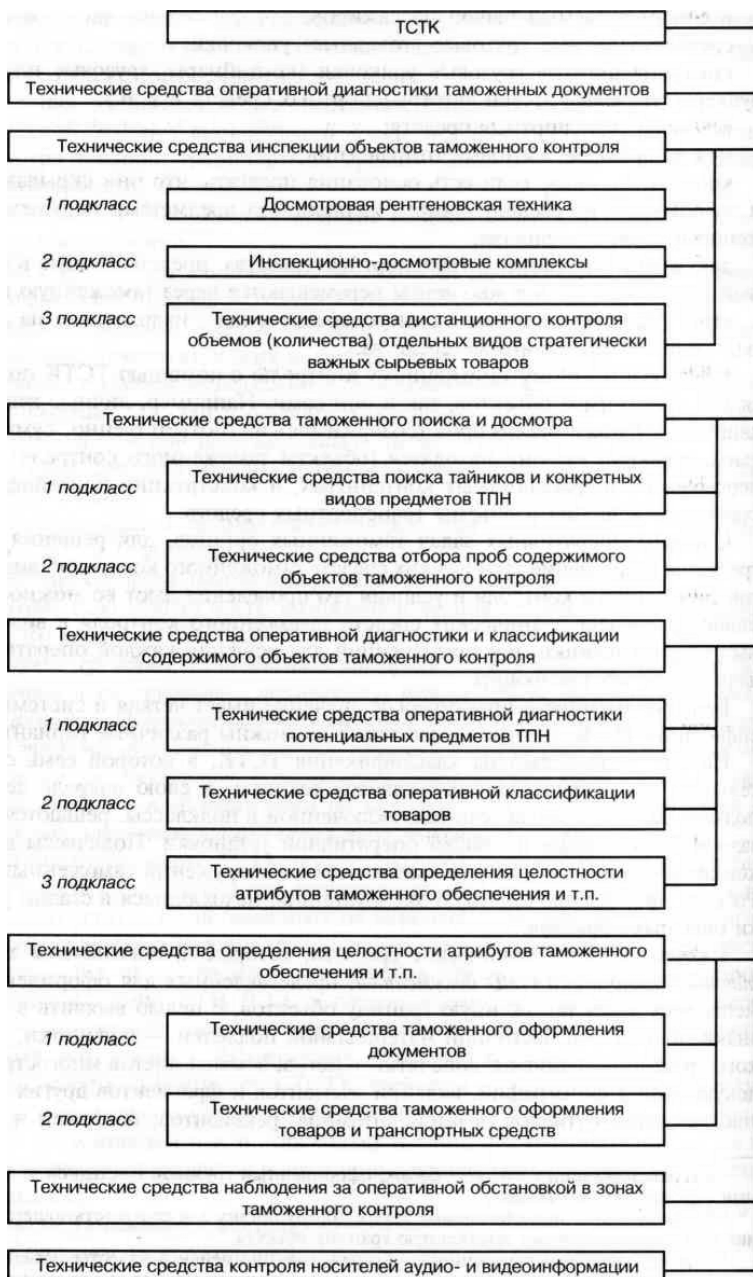 ТСТК
Технические средства оперативной диагностики таможенных документов
Технические средства инспекции объектов таможенного контроля
1 подкласс
Досмотровая рентгеновская техника
2 подкласс
Инспекционно-досмотровые комплексы
3 подкласс
Технические средства дистанционного контроля
объемов (количества) отдельных видов стратегически
важных сырьевых товаров
Технические средства таможенного поиска и досмотра
1 подкласс
Технические средства поиска тайников и конкретных
видов предметов ТПН
2 подкласс
Технические средства отбора проб содержимого
объектов таможенного контроля
Технические средства оперативной диагностики и классификации
содержимого объектов таможенного контроля
1 подкласс
Технические средства оперативной диагностики
потенциальных предметов ТПН
2 подкласс
Технические средства оперативной классификации
товаров
3 подкласс
Технические средства определения целостности
атрибутов таможенного обеспечения и т.п.
Технические средства определения целостности атрибутов таможенного
обеспечения и т.п.
1 подкласс
Технические средства таможенного оформления
документов
2 подкласс
Технические средства таможенного оформления
товаров и транспортных средств
Технические средства наблюдения за оперативной обстановкой в зонах
таможенного контроля
Технические средства контроля носителей аудио- и видеоинформации